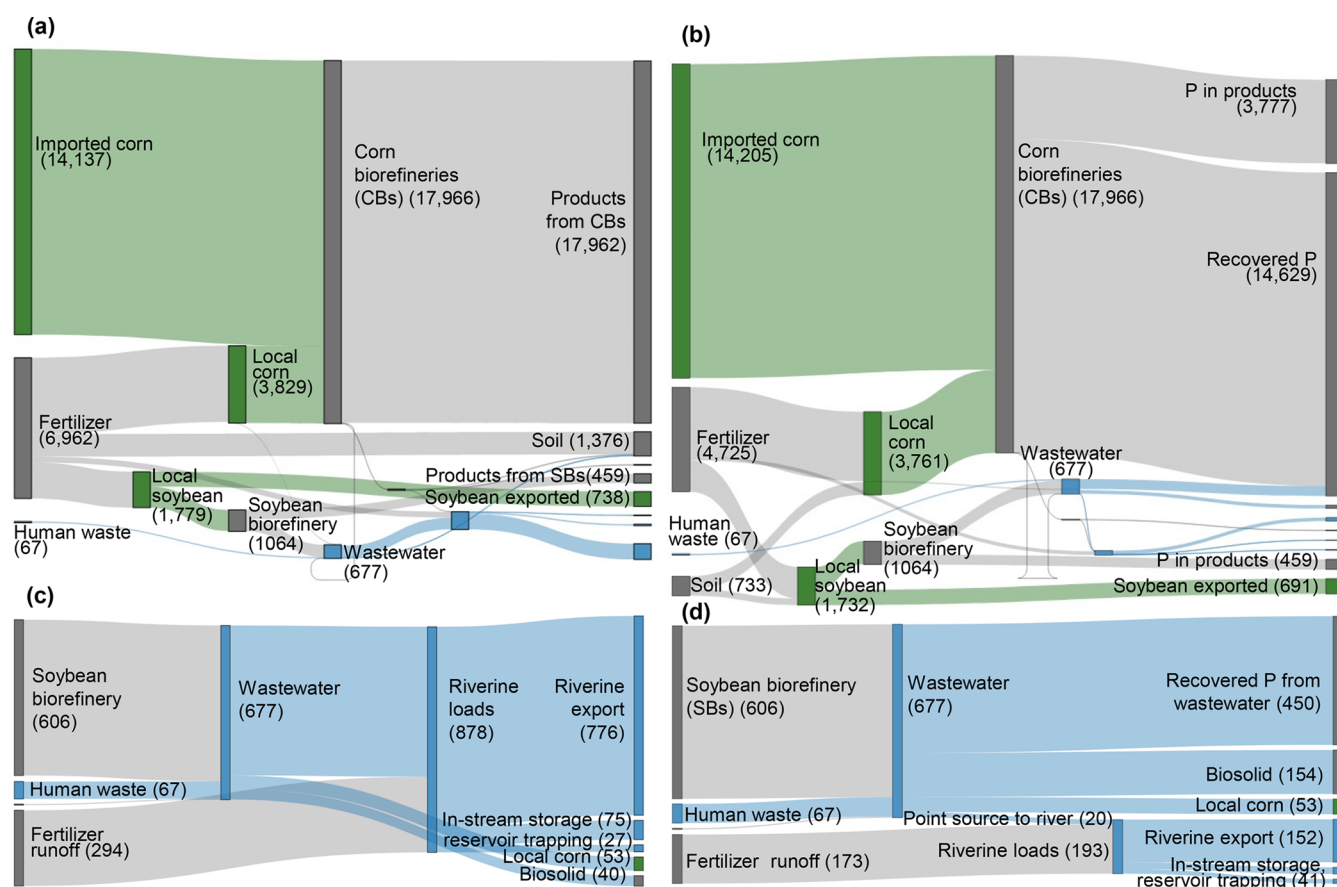 (a)
Imported corn
(14,137)
Corn
biorefineries
(CBs) (17,966)
Products
from CBs
(17,962)
Local
corn
(3,829)
Fertilizer
(6,962)
Soil (1,376)
Products from SBs(459)
Local
soybean
(1,779)
Soybean exported (738)
Soybean
biorefinery
(1064)
Human waste
(67)
Wastewater
(677)
(b)
P in products
(3,777)
Imported corn
(14,205)
Corn
biorefineries
(CBs) (17,966)
Recovered P
(14,629)
Fertilizer
(4,725)
Local
corn
(3,761)
Wastewater
(677)
Human
waste (67)
Soybean
biorefinery
(1064)
P in products (459)
Soil (733)
Local
soybean
(1,732)
Soybean exported (691)
(c)
Soybean
biorefinery
(606)
Wastewater
(677)
Riverine
loads
(878)
Riverine
export
(776)
Human waste (67)
Fertilizer
runoff (294)
In-stream storage (75)
reservoir trapping (27)
Local corn (53)
Biosolid (40)
(d)
Soybean biorefinery
(SBs) (606)
Wastewater
(677)
Recovered P from
wastewater (450)
Biosolid (154)
Local corn (53)
Human waste (67)
Point source to river (20)
Riverine export (152)
Fertilizer runoff (173)
Riverine loads (193)
In-stream storage,
reservoir trapping (41)